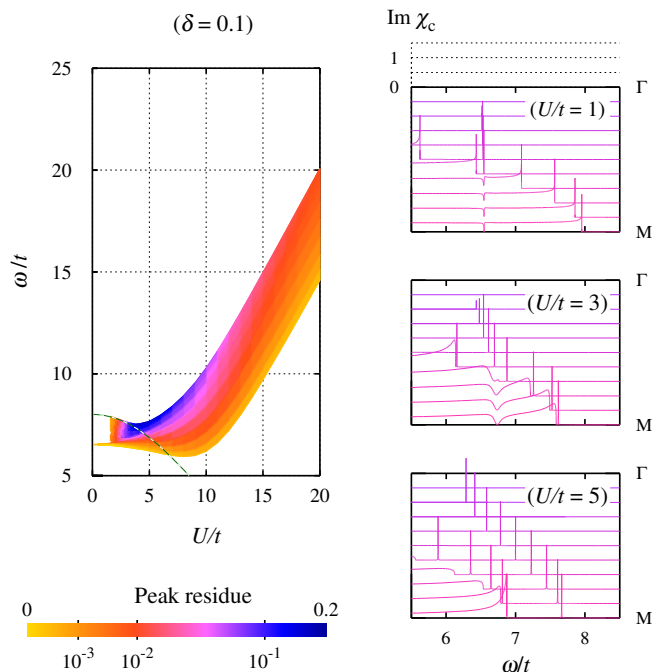 (δ = 0.1)
25
20
15
10
5
ω/t
0 5 10 15 20
U/t
Peak residue
0 0.2
10⁻³ 10⁻² 10⁻¹
Im χc
1
0 Γ
(U/t = 1)
M
Γ
(U/t = 3)
M
Γ
(U/t = 5)
M
6 7 8
ω/t